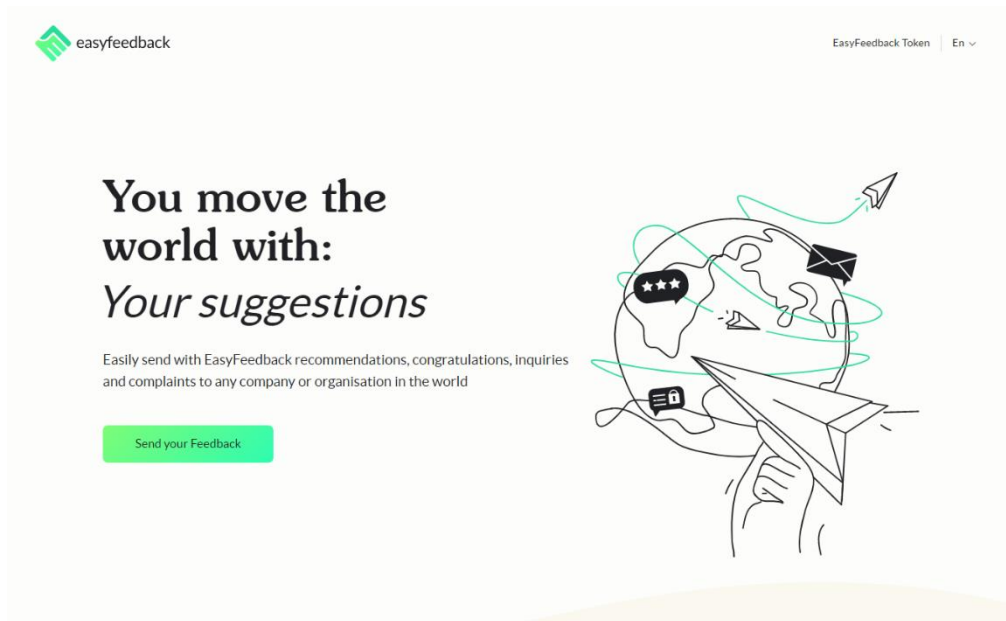 easyfeedback
EasyFeedback Token
En
You move the
world with:
Your suggestions
Easily send with EasyFeedback recommendations, congratulations, inquiries
and complaints to any company or organisation in the world
Send your Feedback